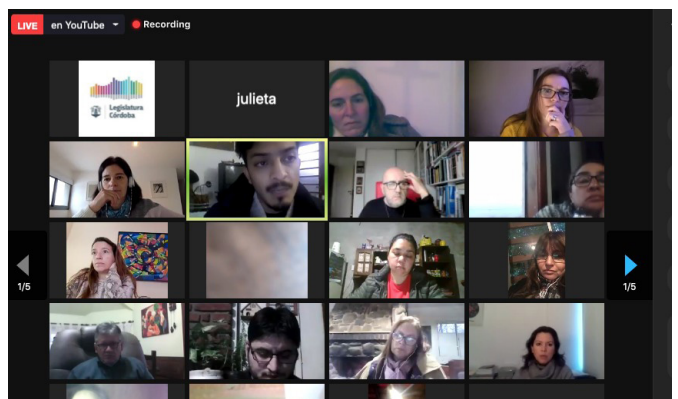 LIVE en YouTube Recording
Legislatura
Córdoba
julieta
1/5 1/5